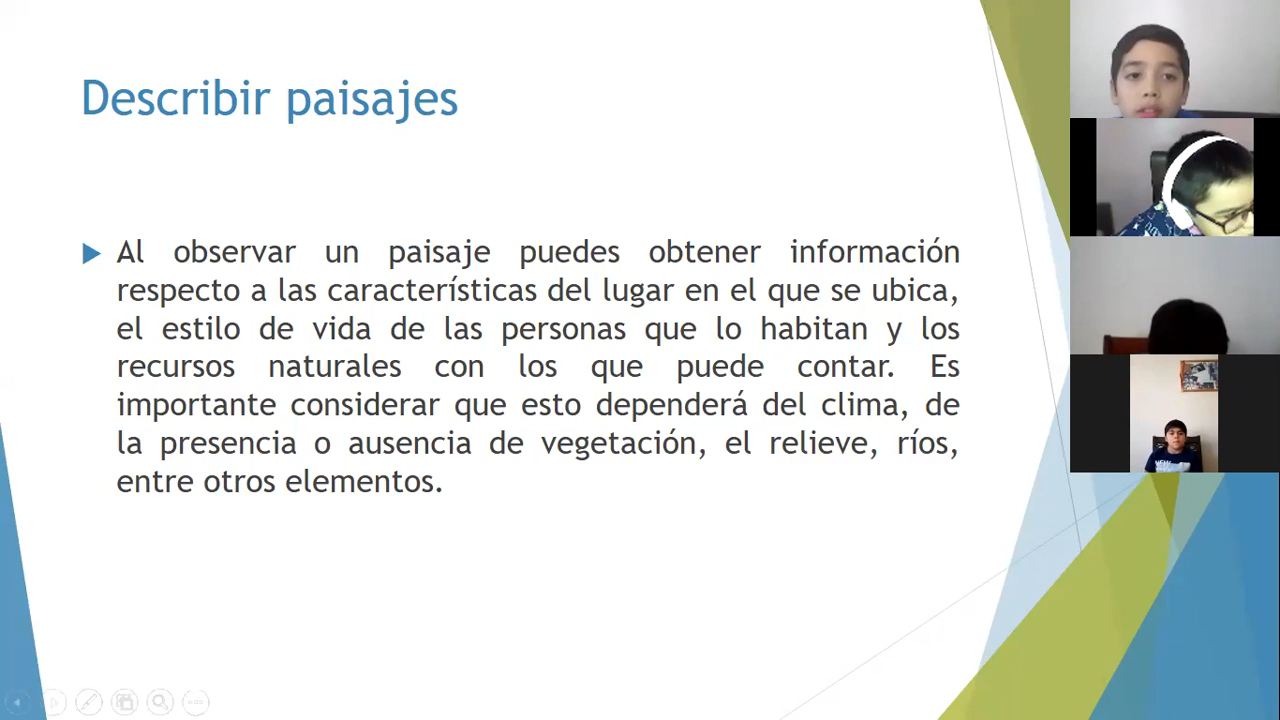 Describir paisajes
Al observar un paisaje puedes obtener información
respecto a las características del lugar en el que se ubica,
el estilo de vida de las personas que lo habitan y los
recursos naturales con los que puede contar. Es
importante considerar que esto dependerá del clima, de
la presencia o ausencia de vegetación, el relieve, ríos,
entre otros elementos.
NEW